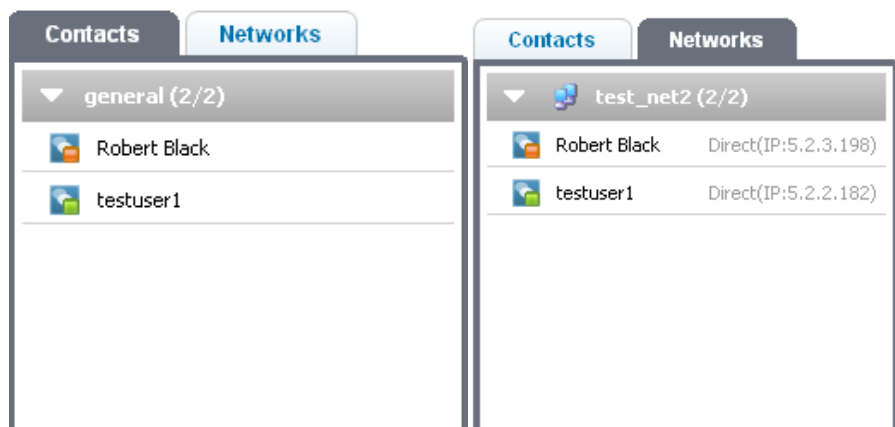 Contacts Networks
general (2/2)
Robert Black
testuser1
Contacts Networks
test_net2 (2/2)
Robert Black Direct(IP:5.2.3.198)
testuser1 Direct(IP:5.2.2.182)